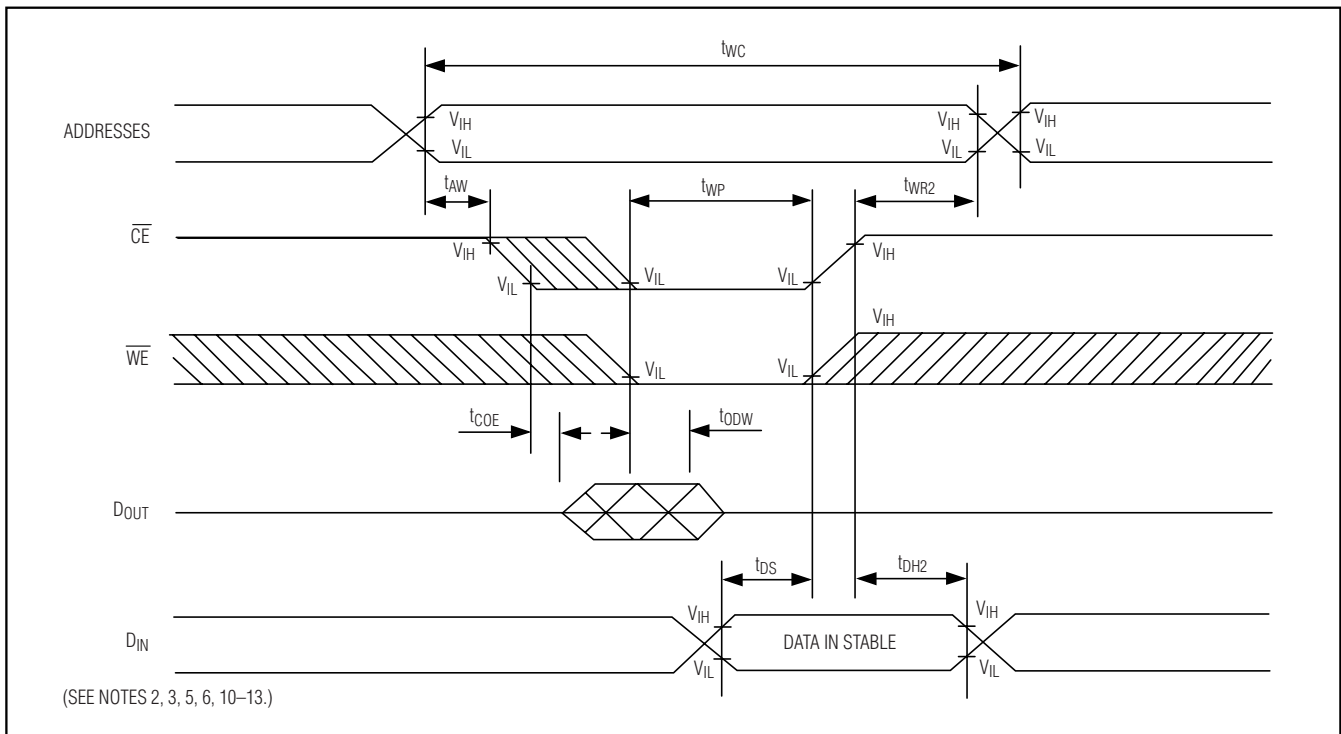 tWC
ADDRESSES
VIH
VIL
VIH
VIL
VIH
VIL
tAW
tWP
tWR2
CE
VIH
VIL
VIL
VIL
VIH
WE
VIL
VIL
VIH
tCOE
tODW
DOUT
tDS
tDH2
DIN
VIH
VIL
DATA IN STABLE
VIH
VIL
(SEE NOTES 2, 3, 5, 6, 10–13.)